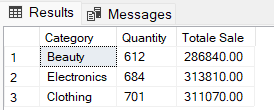 Results Messages
Category Quantity Totale Sale
1 Beauty 612 286840.00
2 Electronics 684 313810.00
3 Clothing 701 311070.00